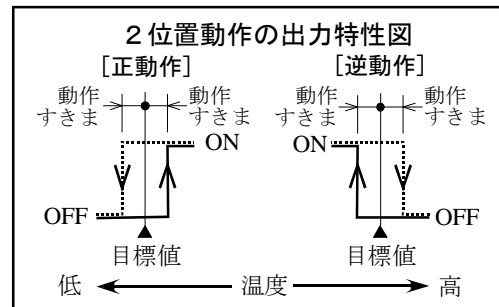 ２位置動作の出力特性図
[正動作] [逆動作]
動作 動作 動作 動作
すきま すきま すきま すきま
ON ON
OFF OFF
目標値 目標値
低 温度 高